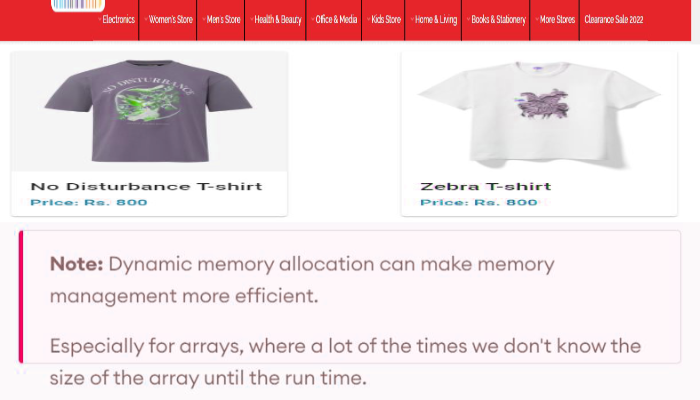 Electronics Women's Store Men's Store Health & Beauty Office & Media Kids Store Home & Living Books & Stationery More Stores Clearance Sale 2022
NO DISTURBANCE
No Disturbance T-shirt
Price: Rs. 800
Zebra T-shirt
Price: Rs. 800
Note: Dynamic memory allocation can make memory
management more efficient.
Especially for arrays, where a lot of the times we don't know the
size of the array until the run time.